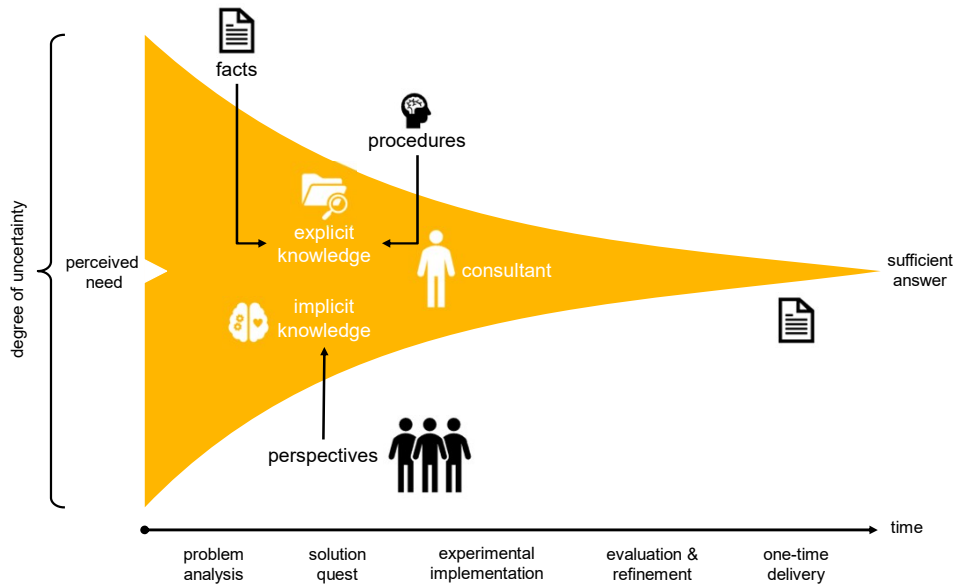 facts
procedures
explicit
knowledge
degree of uncertainty
perceived
need
consultant
sufficient
answer
implicit
knowledge
perspectives
time
problem
analysis
solution
quest
experimental
implementation
evaluation &
refinement
one-time
delivery